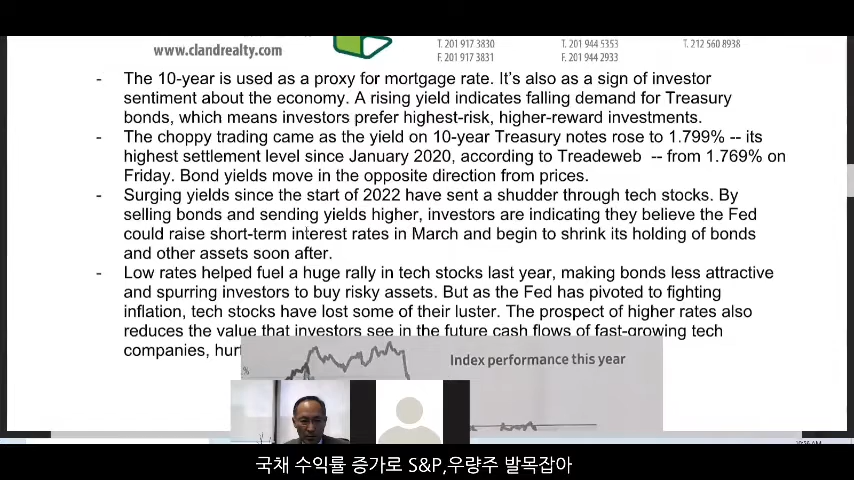 www.clandrealty.com
T. 201 917 3830
F. 201 917 3831
T. 201 944 5353
F. 201 944 2933
T. 212 560 8938
- The 10-year is used as a proxy for mortgage rate. It's also as a sign of investor
sentiment about the economy. A rising yield indicates falling demand for Treasury
bonds, which means investors prefer highest-risk, higher-reward investments.
- The choppy trading came as the yield on 10-year Treasury notes rose to 1.799% -- its
highest settlement level since January 2020, according to Treadeweb -- from 1.769% on
Friday. Bond yields move in the opposite direction from prices.
- Surging yields since the start of 2022 have sent a shudder through tech stocks. By
selling bonds and sending yields higher, investors are indicating they believe the Fed
could raise short-term interest rates in March and begin to shrink its holding of bonds
and other assets soon after.
- Low rates helped fuel a huge rally in tech stocks last year, making bonds less attractive
and spurring investors to buy risky assets. But as the Fed has pivoted to fighting
inflation, tech stocks have lost some of their luster. The prospect of higher rates also
reduces the value that investors see in the future cash flows of fast-growing tech
companies,
Index performance this year
%
국채 수익률 증가로 S&P,우량주 발목잡아